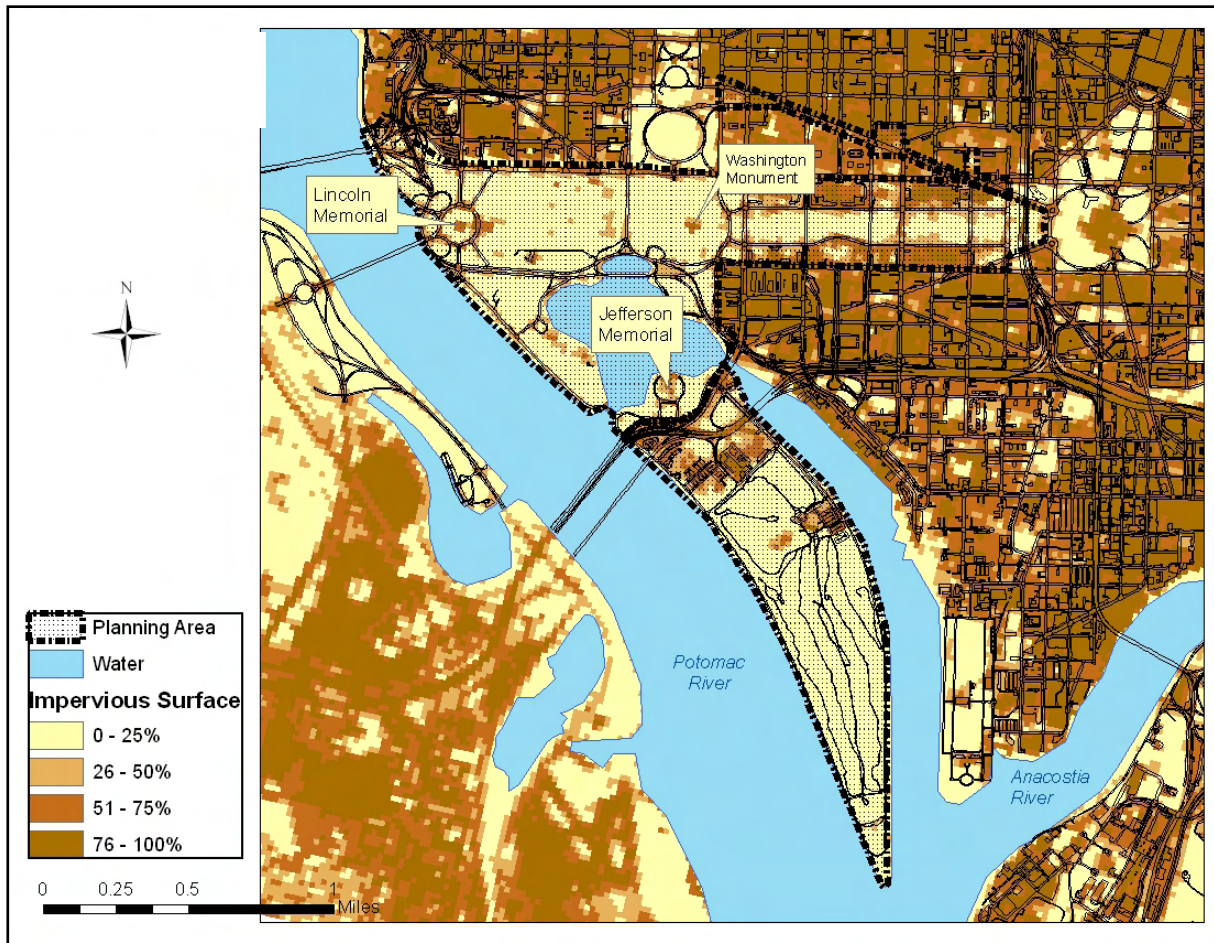 Washington
Monument
Lincoln
Memorial
N
Jefferson
Memorial
Planning Area
Water
Impervious Surface
0 - 25%
26 - 50%
51 - 75%
76 - 100%
Potomac
River
Anacostia
River
0 0.25 0.5 1
Miles